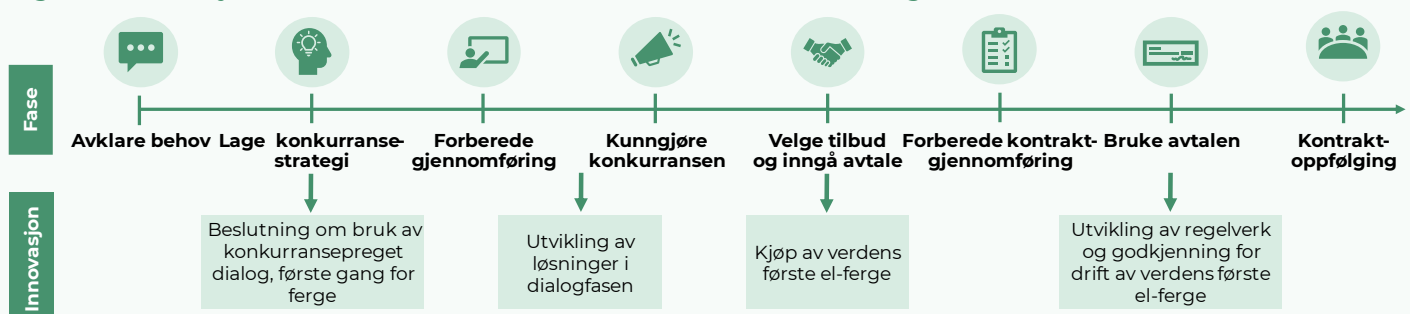 Fase
Avklare behov
Lage konkurranse-
strategi
Forberede
gjennomføring
Kunngjøre
konkurransen
Velge tilbud
og inngå avtale
Forberede kontrakt-
gjennomføring
Bruke avtalen
Kontrakt-
oppfølging
Innovasjon
Beslutning om bruk av
konkurransepreget
dialog, første gang for
ferge
Utvikling av
løsninger i
dialogfasen
Kjøp av verdens
første el-ferge
Utvikling av regelverk
og godkjenning for
drift av verdens første
el-ferge